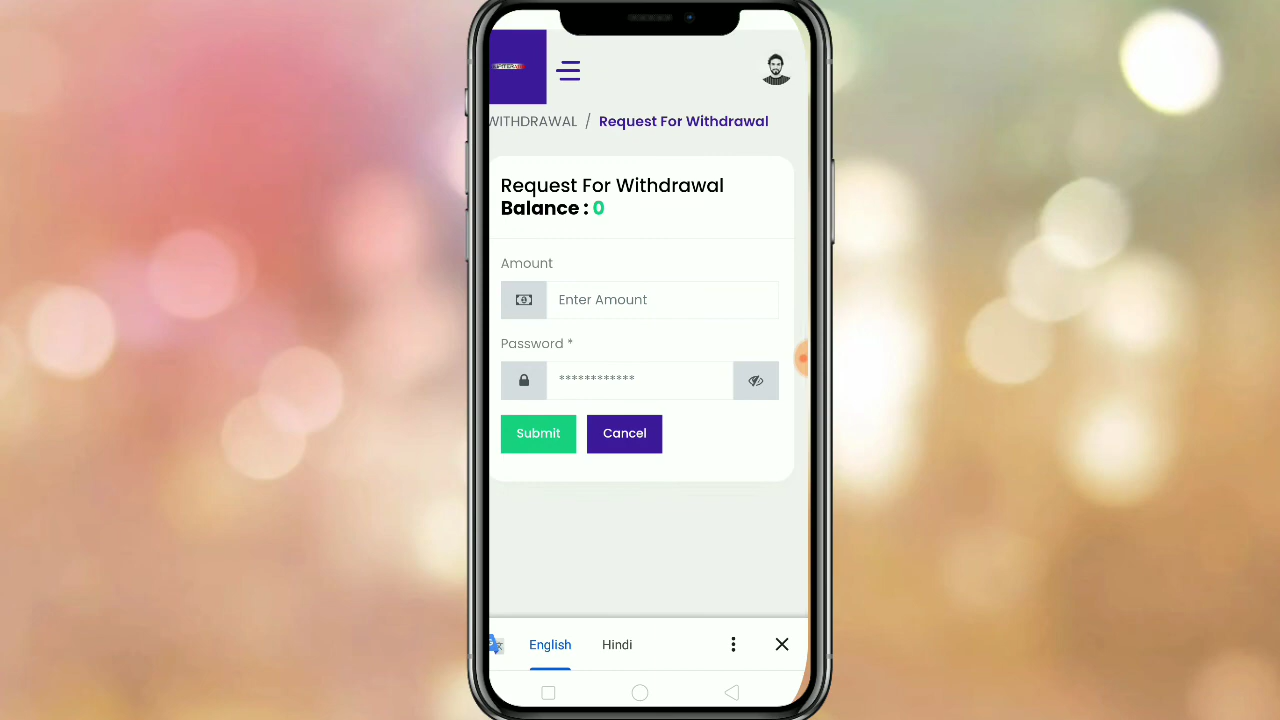 WITHDRAWAL / Request For Withdrawal
Request For Withdrawal
Balance : 0
Amount
Enter Amount
Password *
************
Submit Cancel
English Hindi